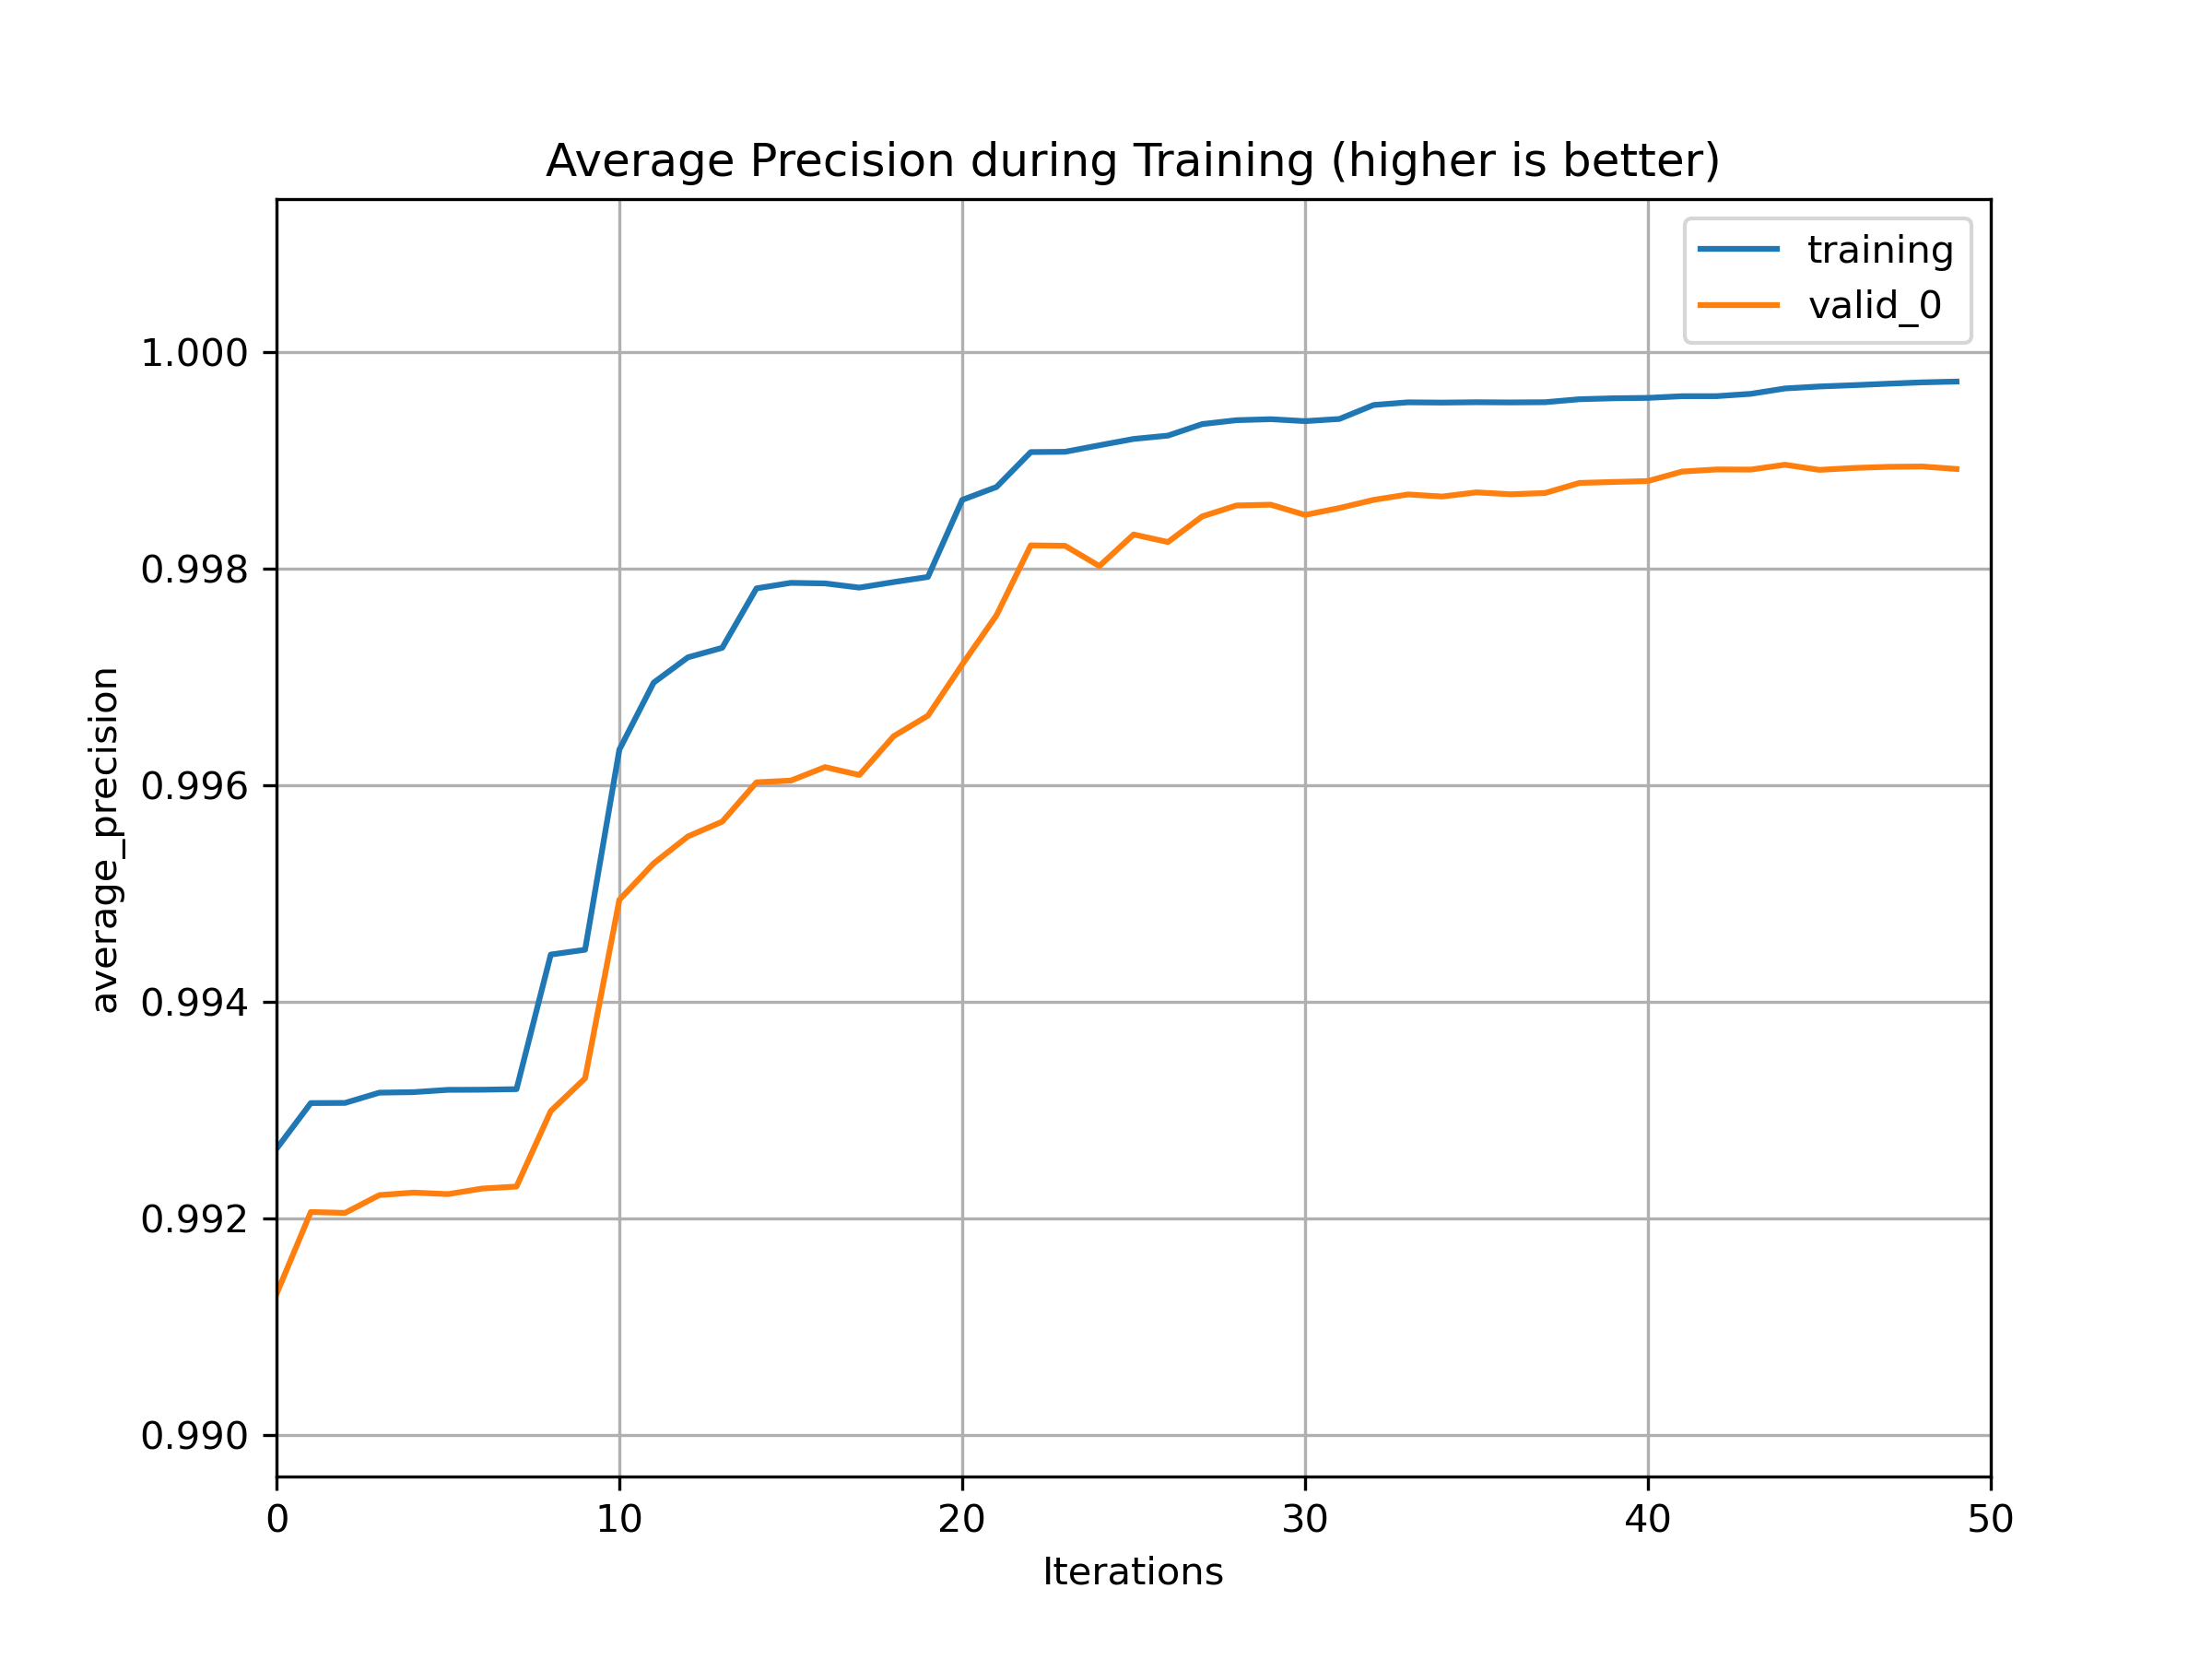 Average Precision during Training (higher is better)
training
valid_0
1.000
0.998
0.996
0.994
0.992
0.990
average_precision
0 10 20 30 40 50
Iterations